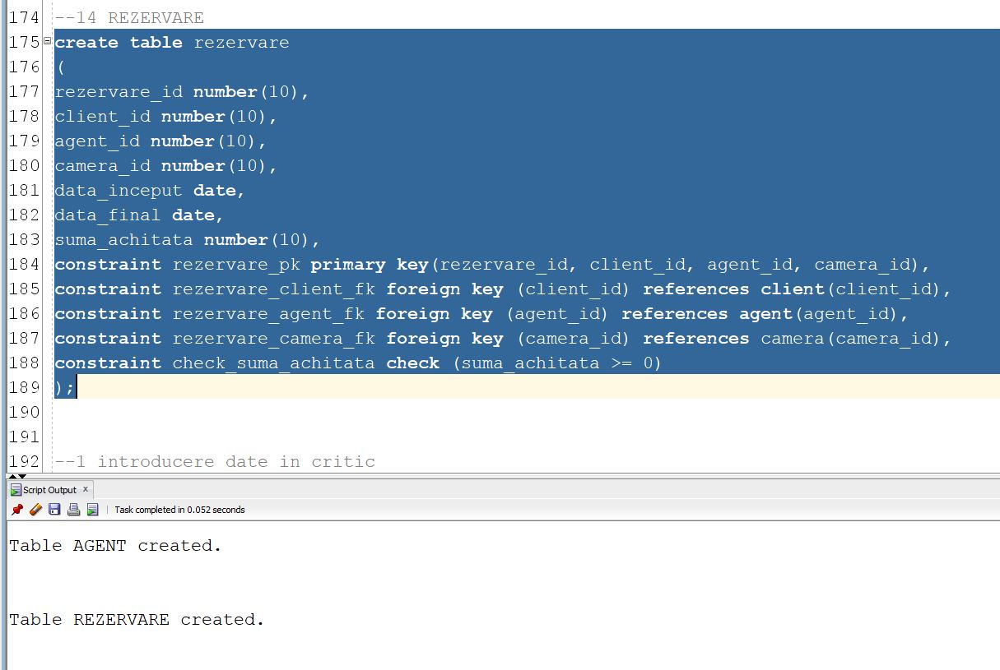 174 --14 REZERVARE
175 create table rezervare
176 (
177 rezervare_id number(10),
178 client_id number(10),
179 agent_id number(10),
180 camera_id number(10),
181 data_inceput date,
182 data_final date,
183 suma_achitata number(10),
184 constraint rezervare_pk primary key(rezervare_id, client_id, agent_id, camera_id),
185 constraint rezervare_client_fk foreign key (client_id) references client(client_id),
186 constraint rezervare_agent_fk foreign key (agent_id) references agent(agent_id),
187 constraint rezervare_camera_fk foreign key (camera_id) references camera(camera_id),
188 constraint check_suma_achitata check (suma_achitata >= 0)
189 );
190
191
192 --1 introducere date in critic
Script Output x
Task completed in 0.052 seconds
Table AGENT created.
Table REZERVARE created.